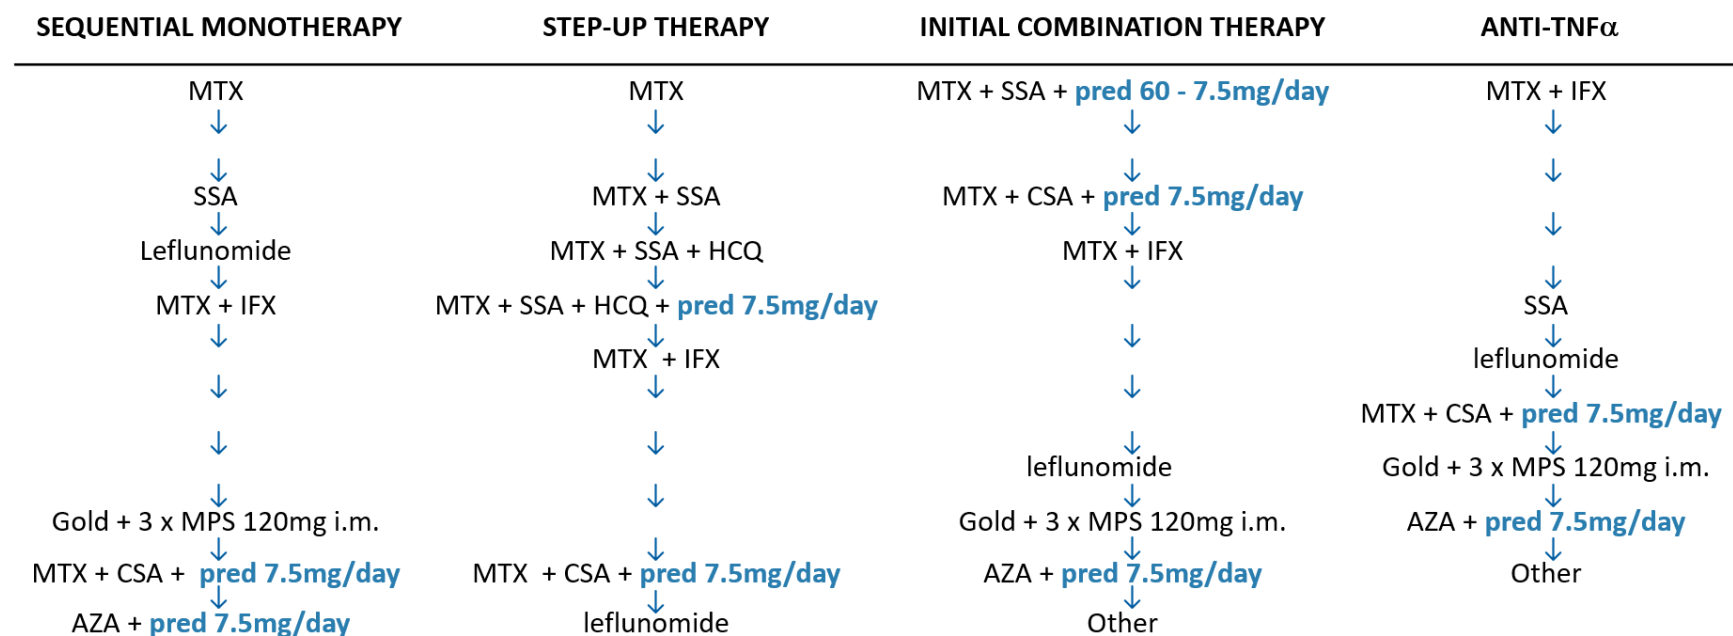 SEQUENTIAL MONOTHERAPY STEP-UP THERAPY INITIAL COMBINATION THERAPY ANTI-TNFα
MTX MTX MTX + SSA + pred 60 - 7.5mg/day MTX + IFX
SSA MTX + SSA MTX + CSA + pred 7.5mg/day
Leflunomide MTX + SSA + HCQ MTX + IFX
MTX + IFX MTX + SSA + HCQ + pred 7.5mg/day SSA
MTX + IFX leflunomide
MTX + CSA + pred 7.5mg/day
leflunomide Gold + 3 x MPS 120mg i.m.
Gold + 3 x MPS 120mg i.m. Gold + 3 x MPS 120mg i.m. AZA + pred 7.5mg/day
MTX + CSA + pred 7.5mg/day MTX + CSA + pred 7.5mg/day AZA + pred 7.5mg/day Other
AZA + pred 7.5mg/day leflunomide Other